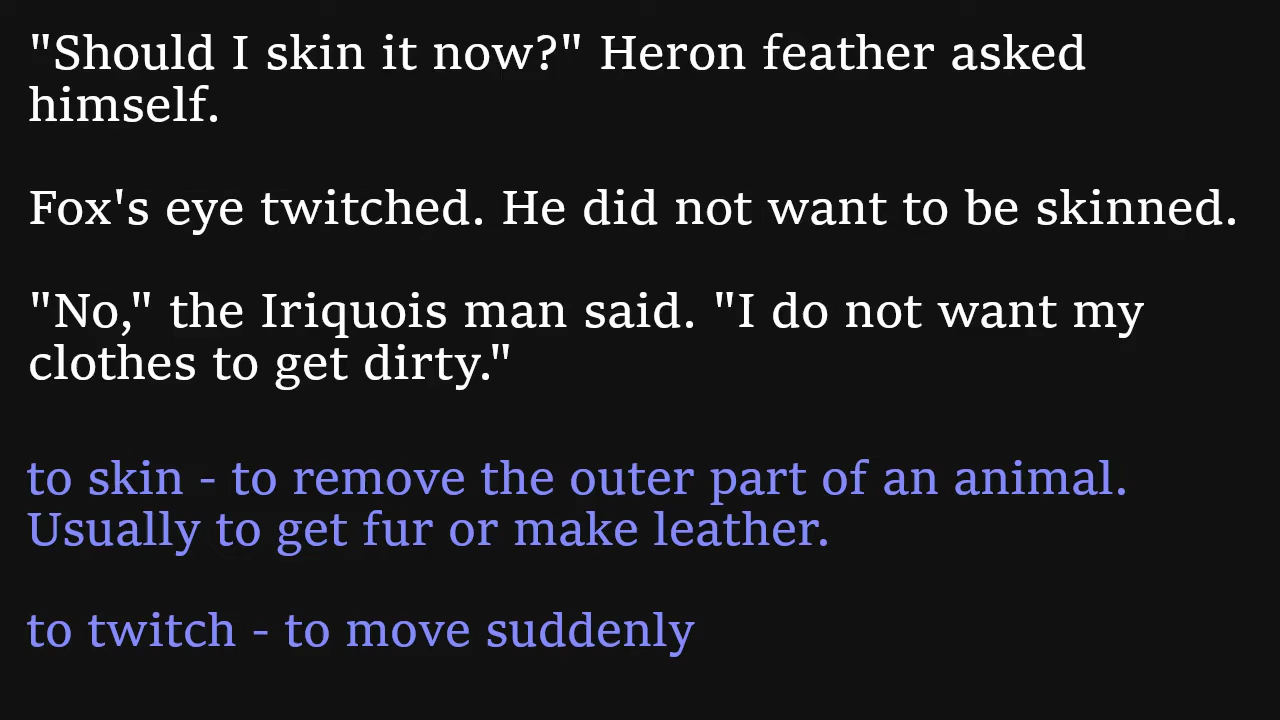 "Should I skin it now?" Heron feather asked
himself.
Fox's eye twitched. He did not want to be skinned.
"No," the Iriquois man said. "I do not want my
clothes to get dirty."
to skin - to remove the outer part of an animal.
Usually to get fur or make leather.
to twitch - to move suddenly